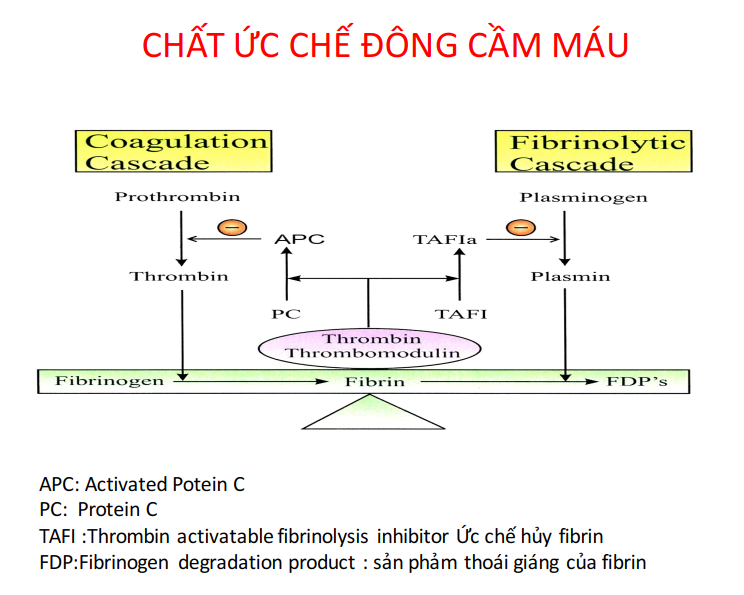 CHẤT ỨC CHẾ ĐÔNG CẦM MÁU
Coagulation
Cascade
Fibrinolytic
Cascade
Prothrombin
Plasminogen
APC
TAFIa
Thrombin
Plasmin
PC
TAFI
Thrombin
Thrombomodulin
Fibrinogen
Fibrin
FDP's
APC: Activated Potein C
PC: Protein C
TAFI :Thrombin activatable fibrinolysis inhibitor Ức chế hủy fibrin
FDP:Fibrinogen degradation product : sản phảm thoái giáng của fibrin